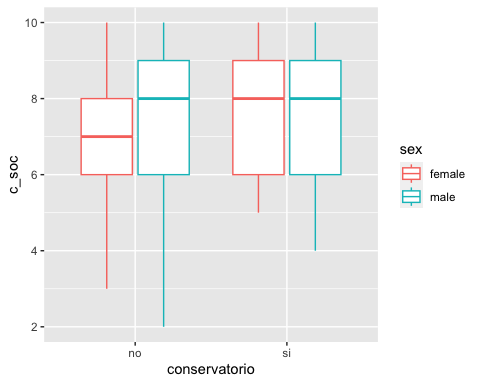 10
8
6
4
2
c_soc
no
si
conservatorio
sex
female
male